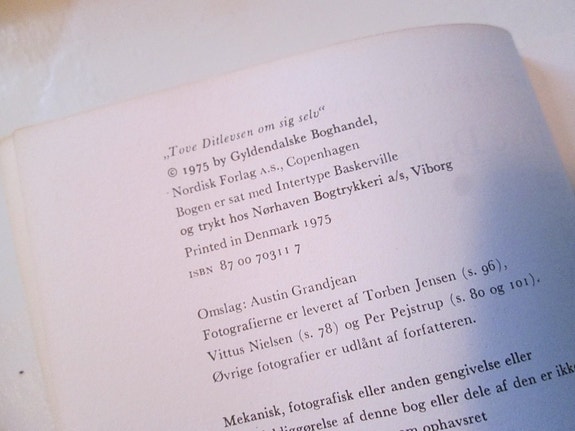 „Tove Ditlevsen om sig selv“
© 1975 by Gyldendalske Boghandel,
Nordisk Forlag A.S., Copenhagen
Bogen er sat med Intertype Baskerville
og trykt hos Nørhaven Bogtrykkeri a/s, Viborg
Printed in Denmark 1975
ISBN 87 00 70311 7
Omslag: Austin Grandjean
Fotografierne er leveret af Torben Jensen (s. 96),
Vittus Nielsen (s. 78) og Per Pejstrup (s. 80 og 101).
Øvrige fotografier er udlånt af forfatteren.
Mekanisk, fotografisk eller anden gengivelse eller
af denne bog eller dele af den er ikke
ophavsret